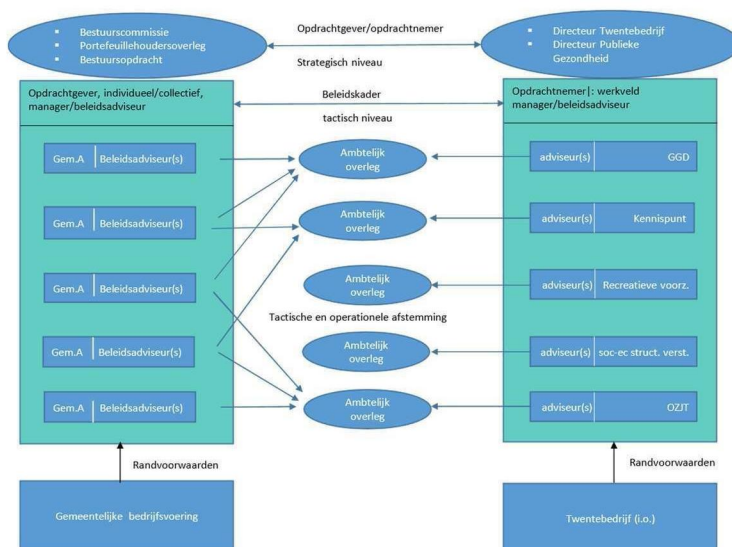 Bestuurscommissie
Portefeuillehoudersoverleg
Bestuursopdracht
Opdrachtgever/opdrachtnemer
Strategisch niveau
Directeur Twentebedrijf
Directeur Publieke
Gezondheid
Opdrachtgever, individueel/collectief,
manager/beleidsadviseur
Beleidskader
tactisch niveau
Opdrachtnemer|: werkveld
manager/beleidsadviseur
Gem.A Beleidsadviseur(s)
Ambtelijk
overleg
adviseur(s) GGD
Gem.A Beleidsadviseur(s)
Ambtelijk
overleg
adviseur(s) Kennispunt
Gem.A Beleidsadviseur(s)
Ambtelijk
overleg
adviseur(s) Recreatieve voorz.
Tactische en operationele afstemming
Gem.A Beleidsadviseur(s)
Ambtelijk
overleg
adviseur(s) soc-ec struct. verst.
Gem.A Beleidsadviseur(s)
Ambtelijk
overleg
adviseur(s) OZJT
Randvoorwaarden
Randvoorwaarden
Gemeentelijke bedrijfsvoering
Twentebedrijf (i.o.)